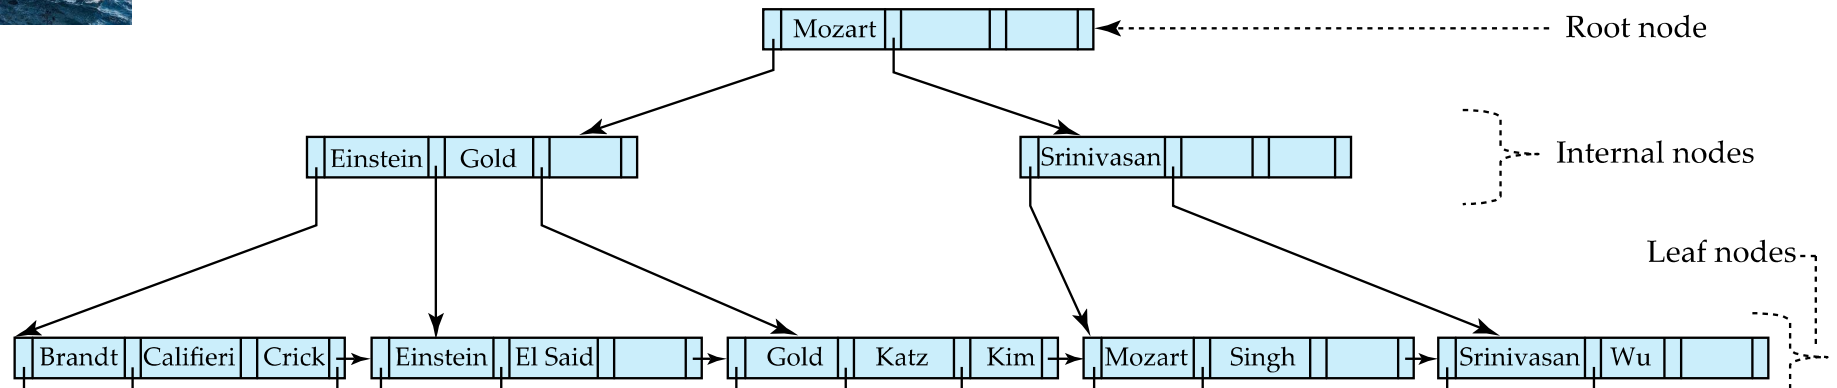 Mozart
Root node
Einstein Gold
Srinivasan
Internal nodes
Leaf nodes
Brandt Califieri Crick
Einstein El Said
Gold Katz Kim
Mozart Singh
Srinivasan Wu